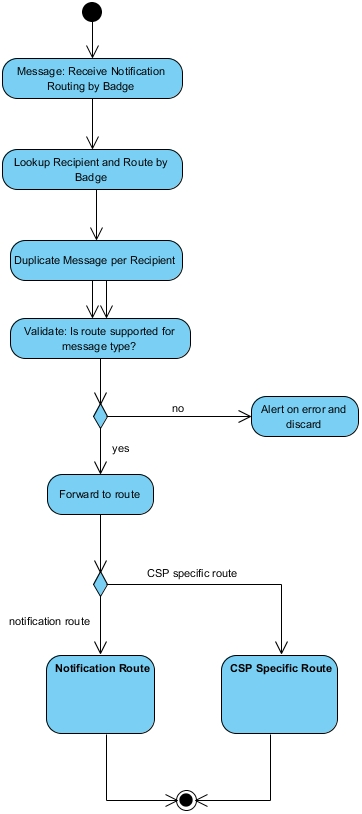 Message: Receive Notification
Routing by Badge
Lookup Recipient and Route by
Badge
Duplicate Message per Recipient
Validate: Is route supported for
message type?
no
Alert on error and
discard
yes
Forward to route
CSP specific route
notification route
Notification Route
CSP Specific Route